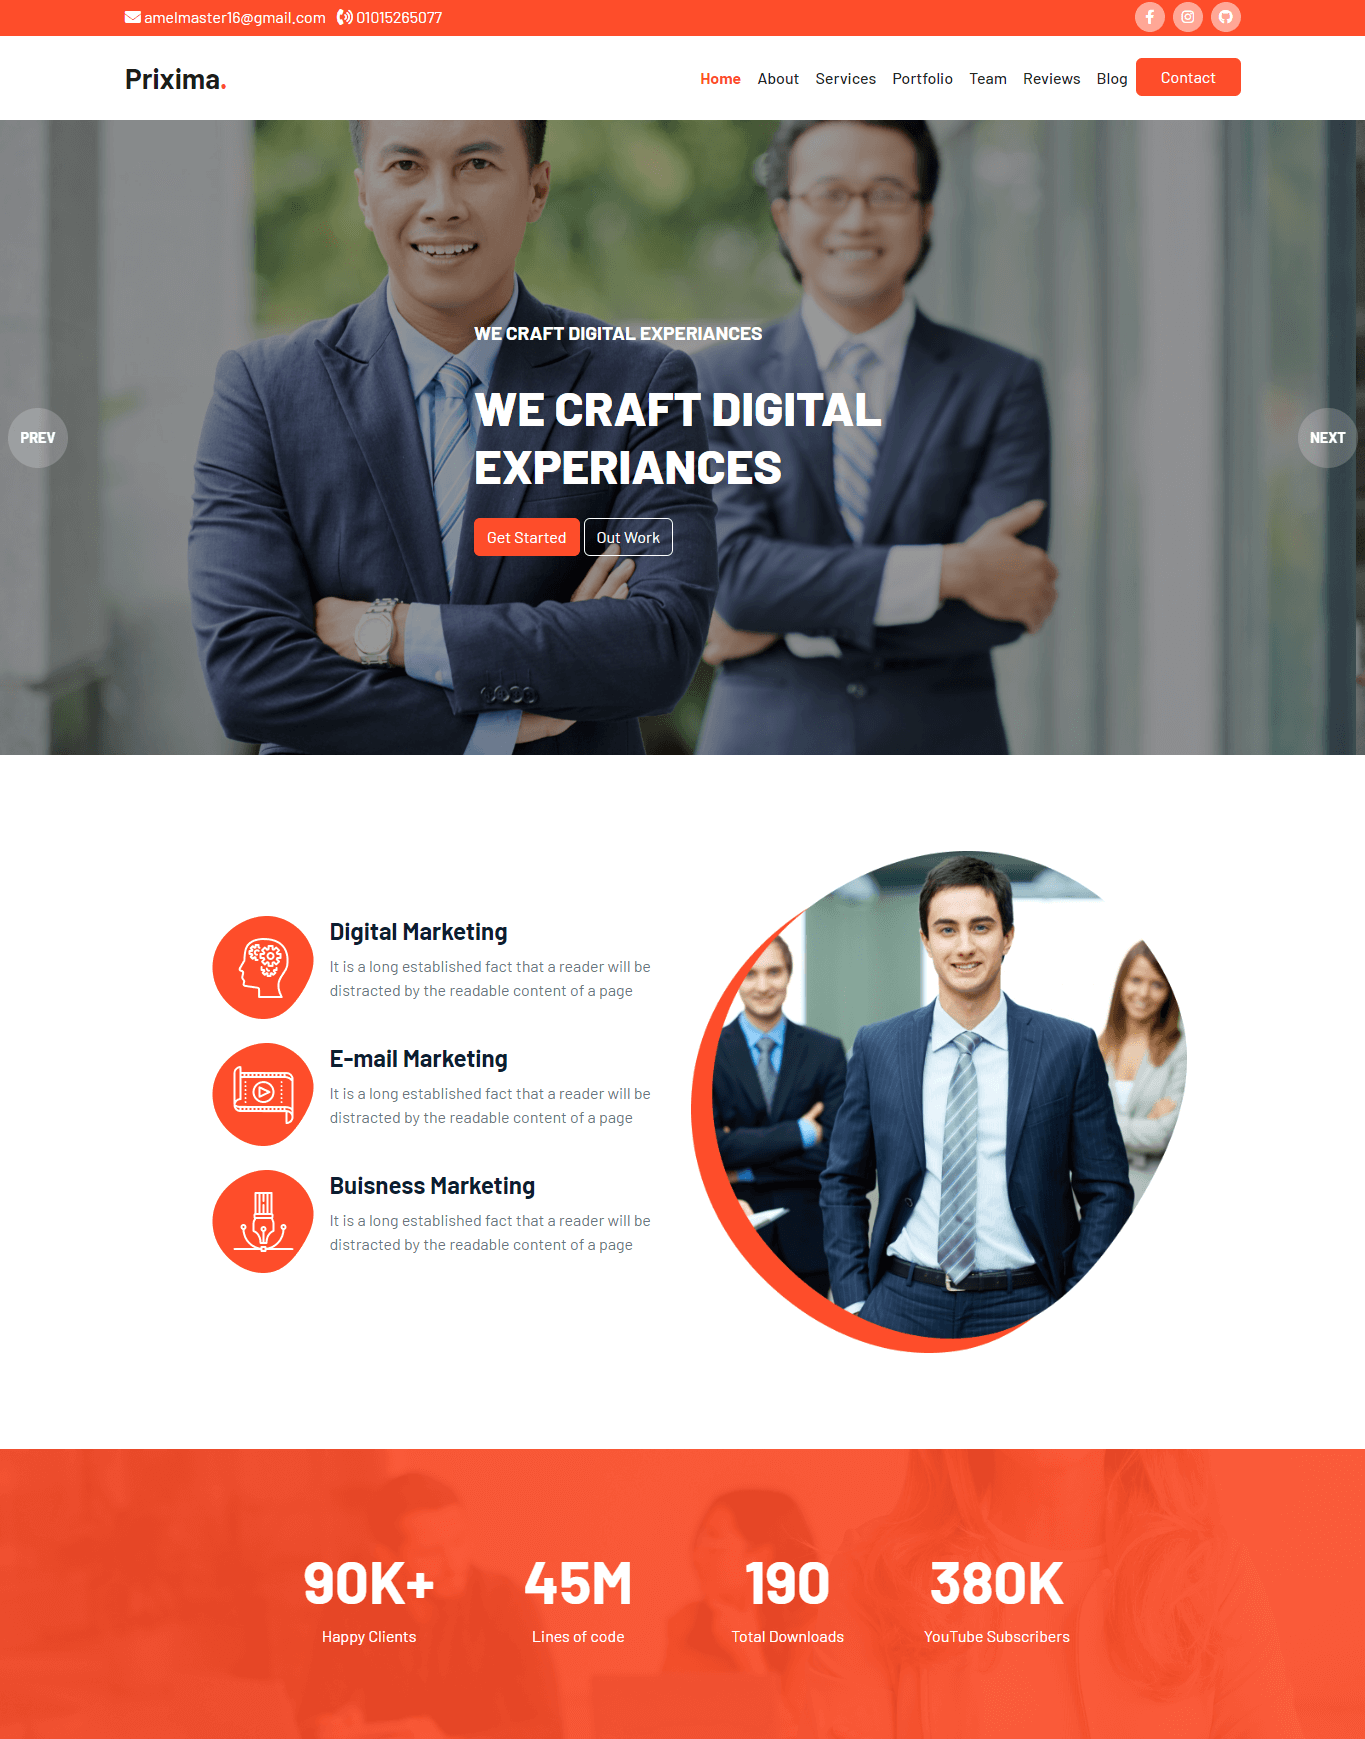 amelmaster16@gmail.com 01015265077
Prixima.
Home About Services Portfolio Team Reviews Blog Contact
WE CRAFT DIGITAL EXPERIANCES
WE CRAFT DIGITAL
EXPERIANCES
PREV
NEXT
Get Started Out Work
Digital Marketing
It is a long established fact that a reader will be
distracted by the readable content of a page
E-mail Marketing
It is a long established fact that a reader will be
distracted by the readable content of a page
Buisness Marketing
It is a long established fact that a reader will be
distracted by the readable content of a page
90K+ 45M 190 380K
Happy Clients Lines of code Total Downloads YouTube Subscribers